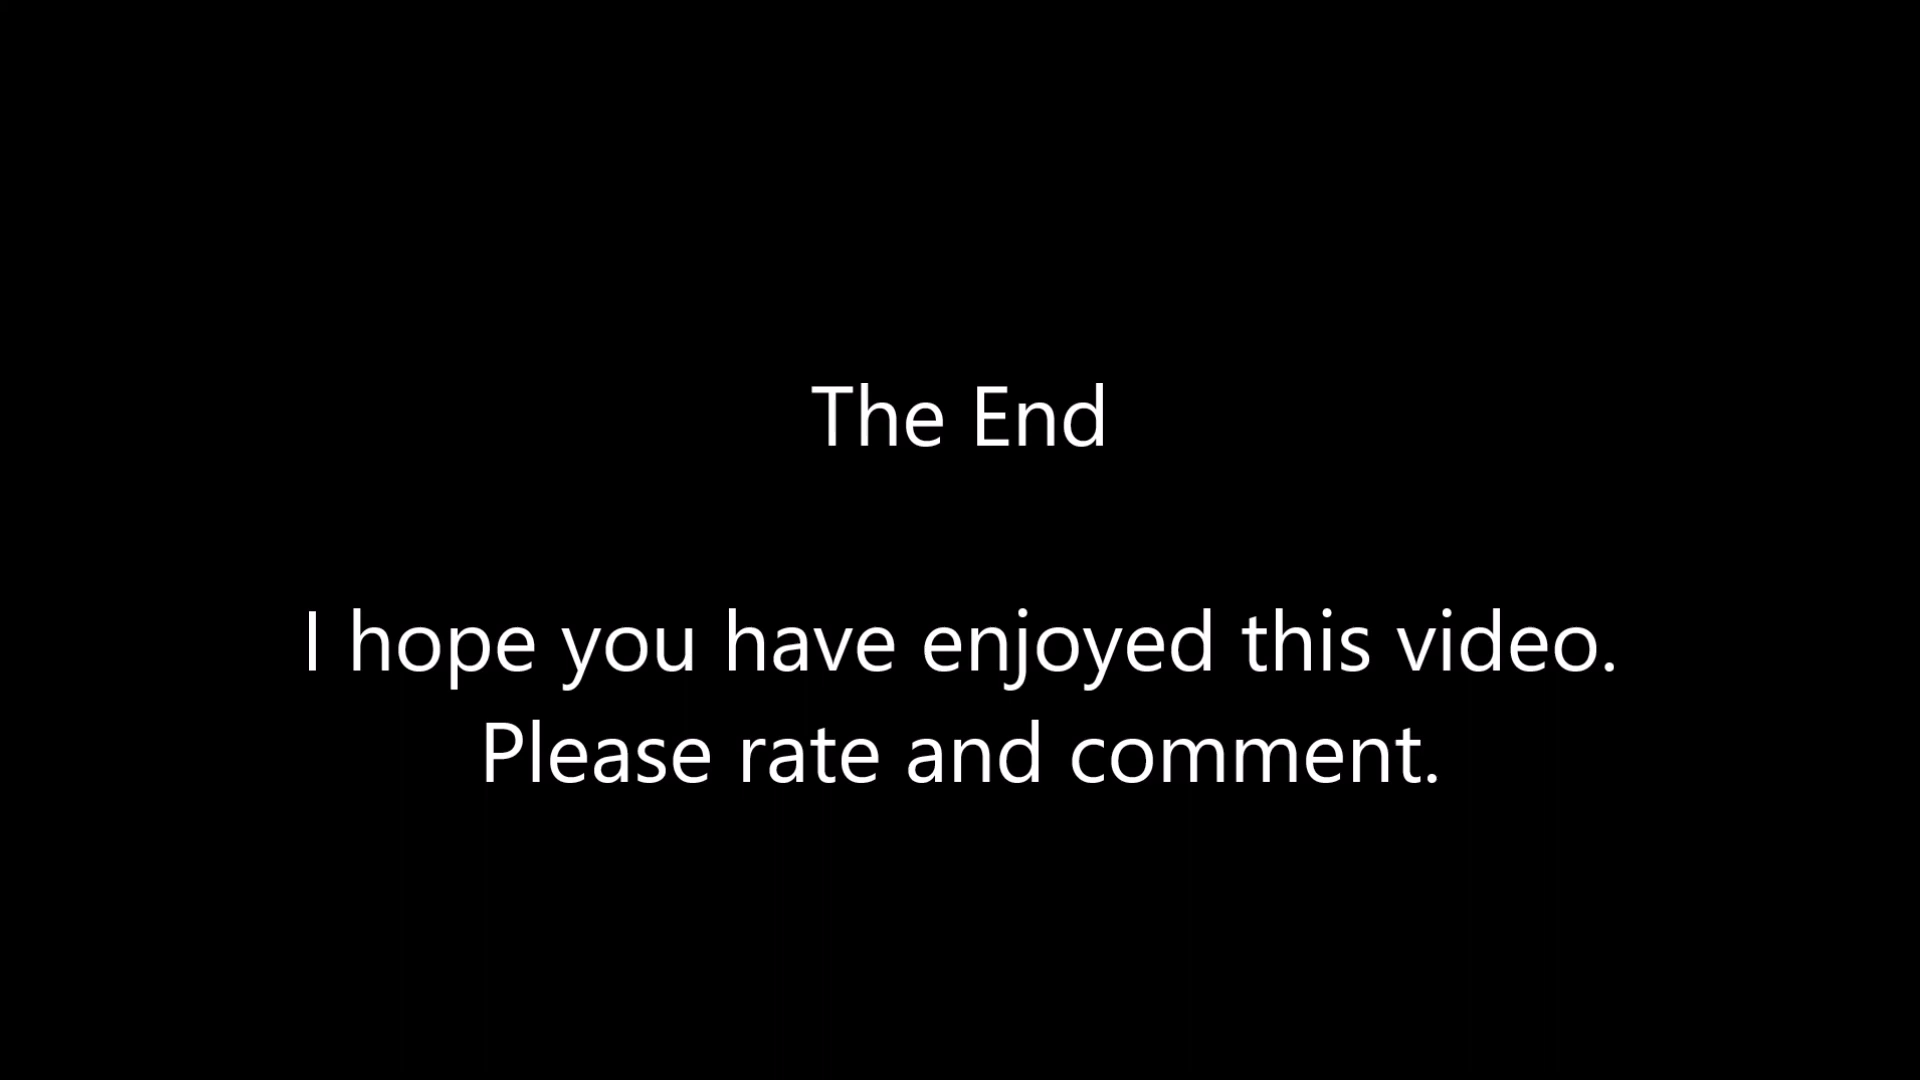 The End
I hope you have enjoyed this video.
Please rate and comment.